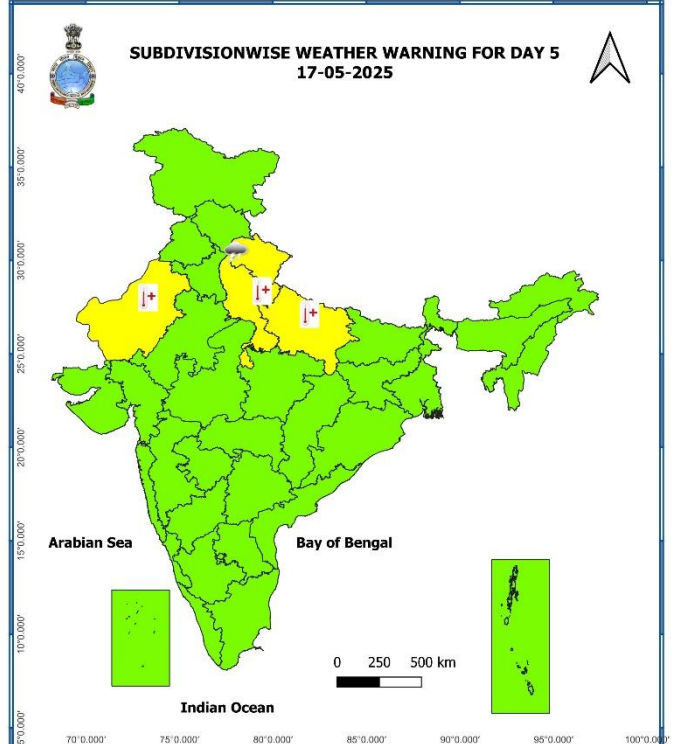 SUBDIVISIONWISE WEATHER WARNING FOR DAY 5
17-05-2025
40°0.000'
35°0.000'
30°0.000'
25°0.000'
20°0.000'
15°0.000'
10°0.000'
5°0.000'
Arabian Sea
Bay of Bengal
0 250 500 km
Indian Ocean
70°0.000' 75°0.000' 80°0.000' 85°0.000' 90°0.000' 95°0.000' 100°0.000'